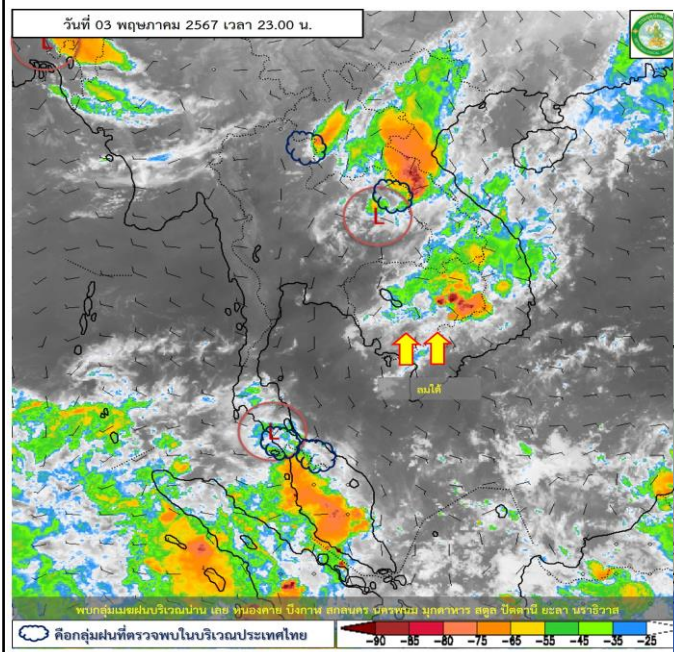 วันที่ 03 พฤษภาคม 2567 เวลา 23.00 น.
L
L
ลมใต้
L
พบกลุ่มเมฆฝนบริเวณน่าน เลย หนองคาย บึงกาฬ สกลนคร นครพนม มุกดาหาร สตูล ปัตตานี ยะลา นราธิวาส
คือกลุ่มฝนที่ตรวจพบในบริเวณประเทศไทย
-90 -85 -80 -75 -65 -55 -45 -35 -25